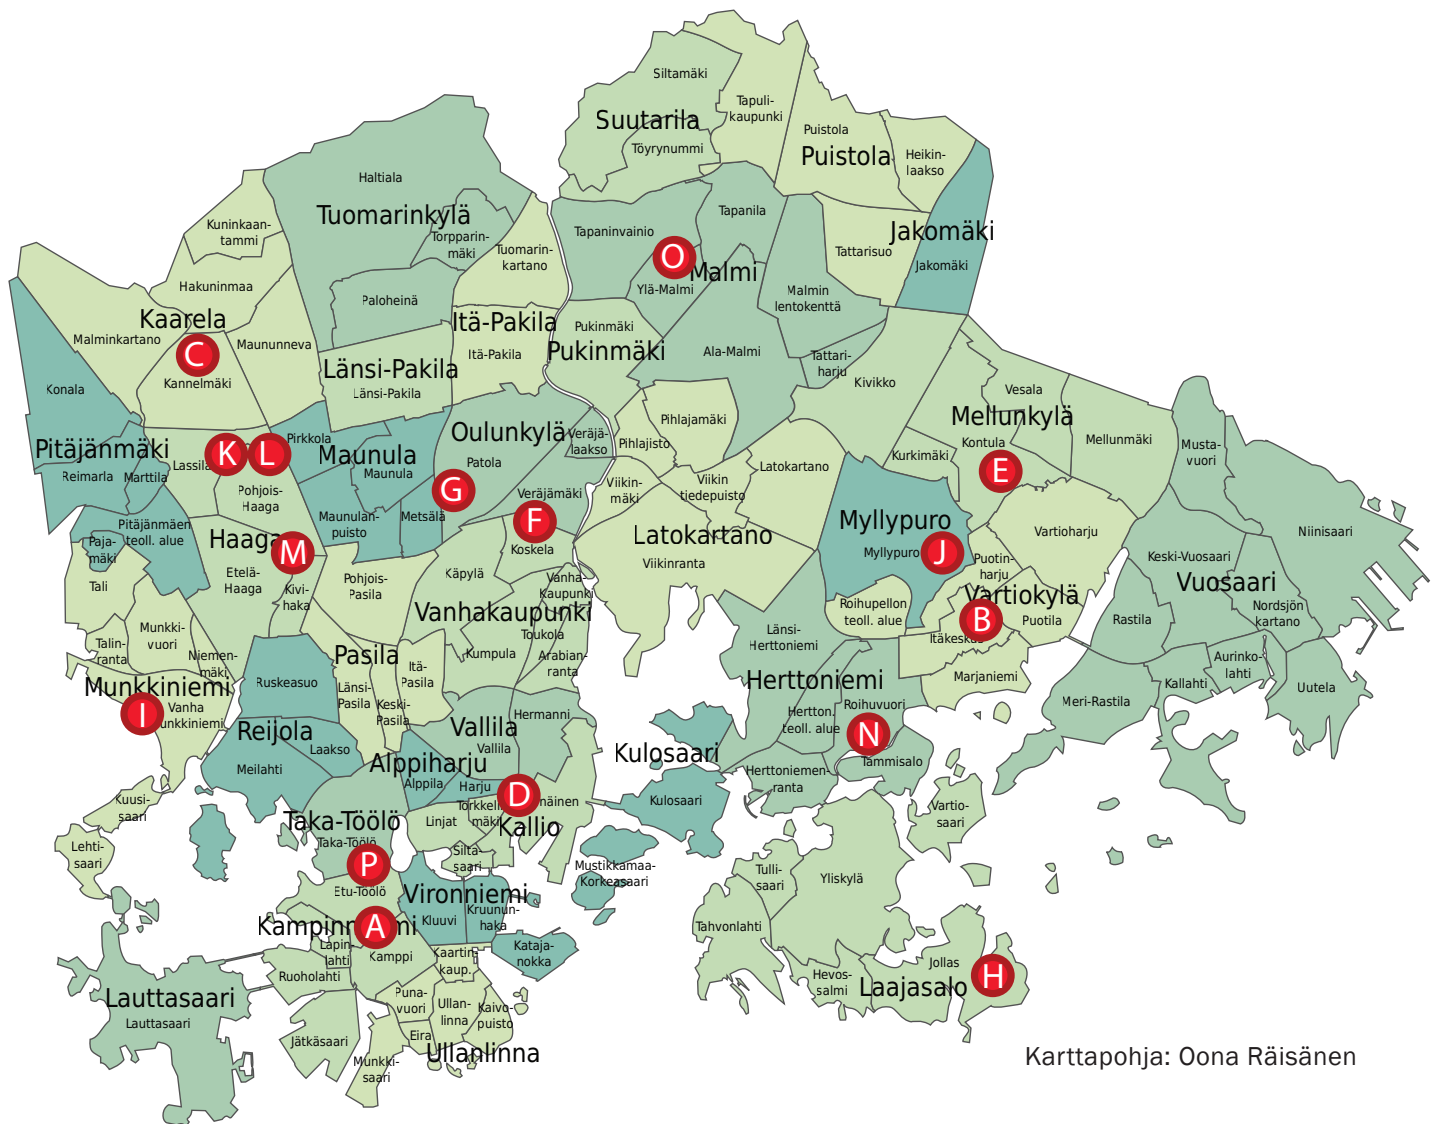 Siltamäki
Suutarila
Töyrynummi
Tapuli-
kaupunki
Puistola
Puistola
Heikin-
laakso
Jakomäki
Jakomäki
Tattarisuo
Haltiala
Tuomarinkylä
Torpparin-
mäki
Paloheinä
Tuomarin-
kartano
Kuninkaan-
tammi
Hakuninmaa
Kaarela
Malminkartano
Maununneva
C
Kannelmäki
Tapaninvainio
Tapanila
O
Malmi
Ylä-Malmi
Malmin
lentokenttä
Ala-Malmi
Tattari-
harju
Itä-Pakila
Itä-Pakila
Pukinmäki
Pukinmäki
Länsi-Pakila
Länsi-Pakila
Konala
Pitäjänmäki
Reimarla
Marttila
Pitäjänmäen
teoll. alue
Paja-
mäki
Lassila
K
L
Pohjois-
Haaga
Haaga
M
Etelä-
Haaga
Kivi-
haka
Pirkkola
Maunula
Maunula
Maunulan-
puisto
Metsälä
Oulunkylä
Patola
G
Veräjä-
laakso
Veräjämäki
F
Koskela
Pihlajamäki
Pihlajisto
Viikin-
mäki
Viikin
tiedepuisto
Latokartano
Latokartano
Viikinranta
Kivikko
Vesala
Mellunkylä
Kontula
E
Kurkimäki
Mellunmäki
Myllypuro
Myllypuro
J
Roihupellon
teoll. alue
Vartioharju
Puotin-
harju
Vartiokylä
B
Puotila
Marjaniemi
Musta-
vuori
Niinisaari
Keski-Vuosaari
Vuosaari
Nordsjön
kartano
Rastila
Kallahti
Aurinko-
lahti
Uutela
Meri-Rastila
Tali
Talin-
ranta
Munkki-
vuori
Niemen-
mäki
Munkkiniemi
I
Vanha
Kuusi-
saari
Lehti-
saari
Pohjois-
Pasila
Pasila
Länsi-
Pasila
Keski-
Pasila
Itä-
Pasila
Käpylä
Vanhakaupunki
Vanha-
Kaupunki
Toukola
Kumpula
Arabian-
ranta
Ruskeasuo
Reijola
Laakso
Meilahti
Vallila
Vallila
Hermanni
Alppiharju
Alppila
Harju
D
Kallio
Linjat
Silta-
saari
Taka-Töölö
Taka-Töölö
P
Etu-Töölö
A
Lapin-
lahti
Kamppi
Ruoholahti
Jätkäsaari
Vironniemi
Kluuvi
Kruunun-
haka
Kataja-
nokka
Kaartin-
kaup.
Puna-
vuori
Ullan-
linna
Kaivo-
puisto
Eira
Ullanlinna
Munkki-
saari
Lauttasaari
Lauttasaari
Länsi-
Herttoniemi
Herttoniemi
Hertton.
teoll. alue
Roihuvuori
N
Tammisalo
Herttoniemen-
ranta
Kulosaari
Kulosaari
Mustikkamaa-
Korkeasaari
Vartio-
saari
Tulli-
saari
Yliskylä
Tahvonlahti
Jollas
H
Hevos-
salmi
Laajasalo
Karttapohja: Oona Räisänen